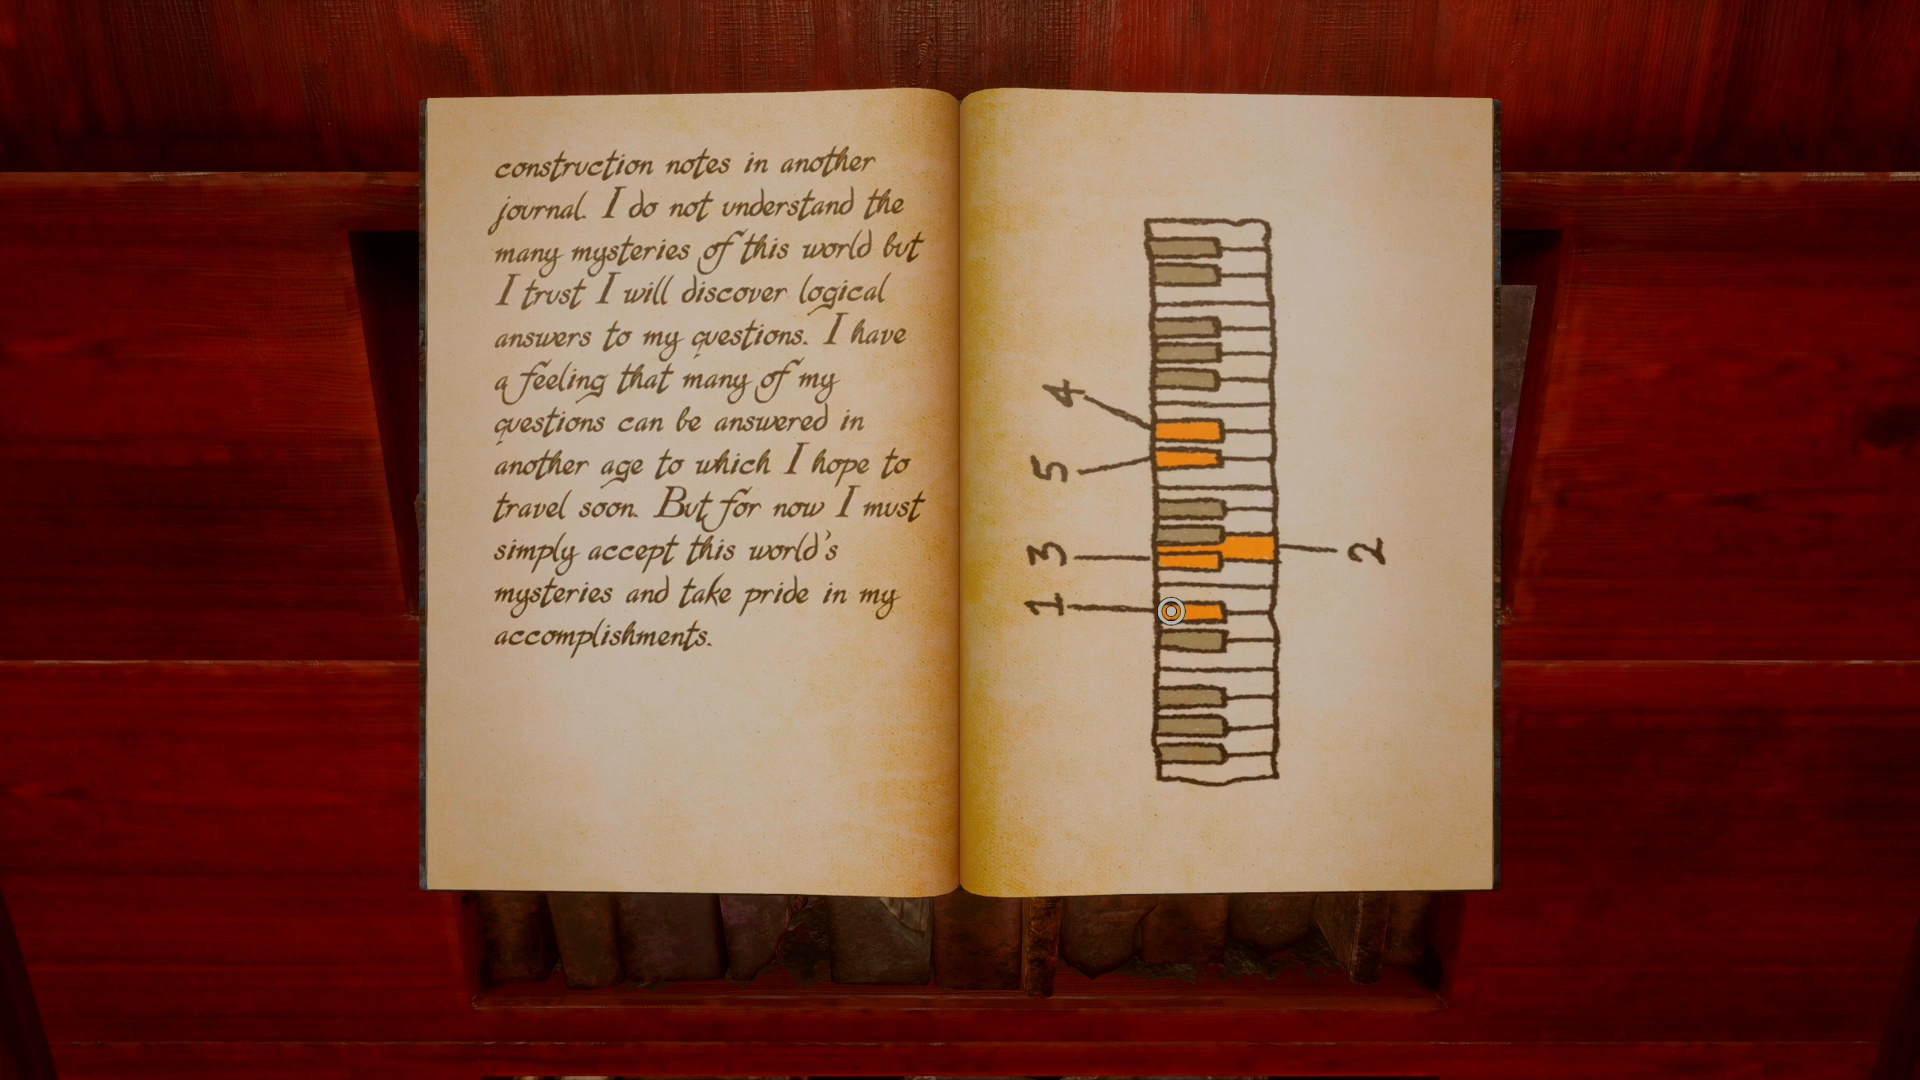 construction notes in another
journal. I do not understand the
many mysteries of this world but
I trust I will discover logical
answers to my questions. I have
a feeling that many of my
questions can be answered in
another age to which I hope to
travel soon. But for now I must
simply accept this world's
mysteries and take pride in my
accomplishments.
4
5
3
2
1